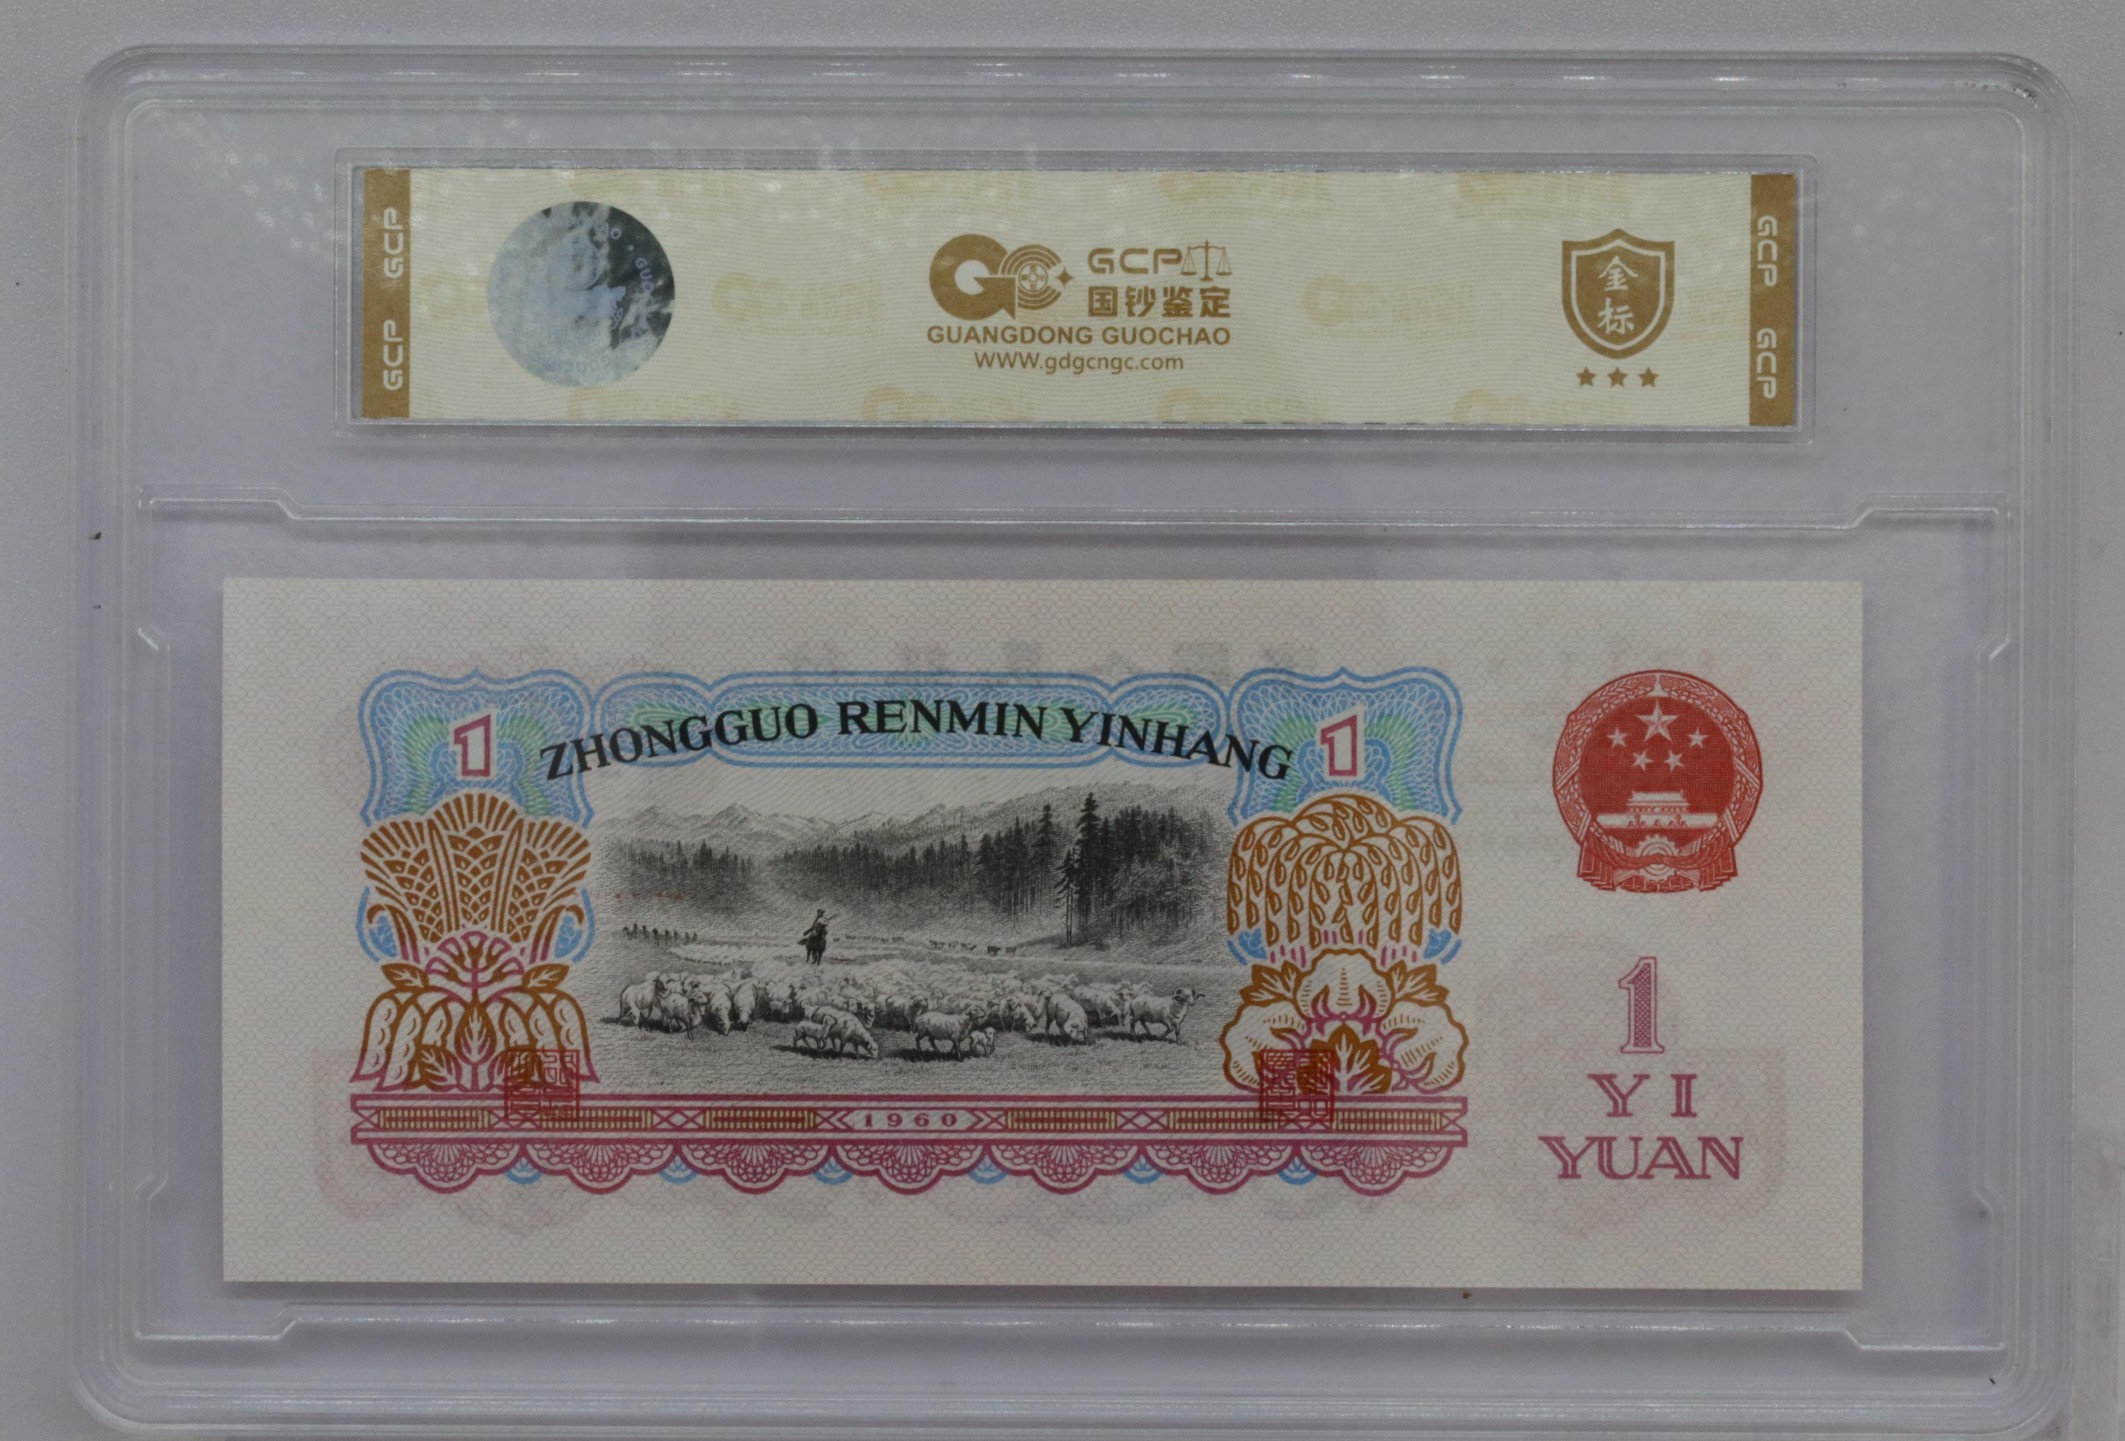 GCP GCP
GCP
国钞鉴定
GUANGDONG GUOCHAO
WWW.gdgcngc.com
金
标
GCP GCP
1
ZHONGGUO RENMIN YINHANG
1
1960
1
YI
YUAN